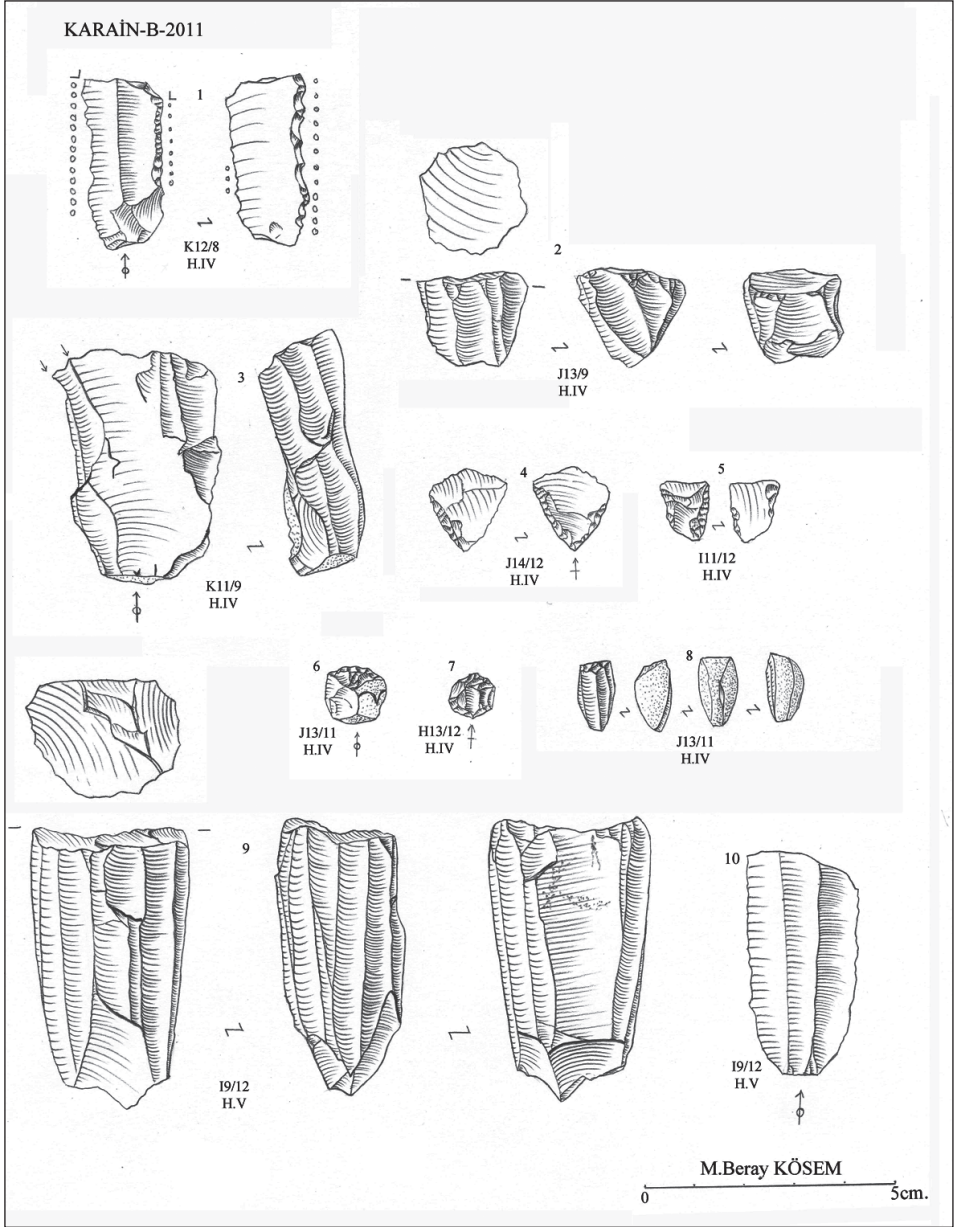 KARAİN-B-2011
1
K12/8
H.IV
2
J13/9
H.IV
3
K11/9
H.IV
4
J14/12
H.IV
5
I11/12
H.IV
6
J13/11
H.IV
7
H13/12
H.IV
8
J13/11
H.IV
9
I9/12
H.V
10
I9/12
H.V
M.Beray KÖSEM
0 5cm.